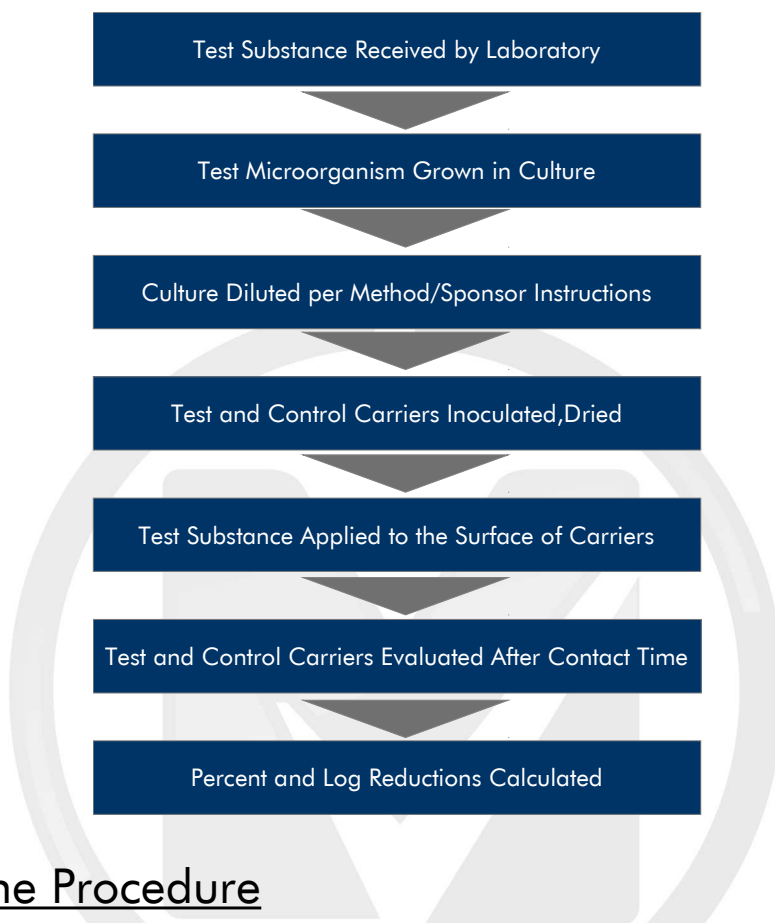 Test Substance Received by Laboratory
Test Microorganism Grown in Culture
Culture Diluted per Method/Sponsor Instructions
Test and Control Carriers Inoculated,Dried
Test Substance Applied to the Surface of Carriers
Test and Control Carriers Evaluated After Contact Time
Percent and Log Reductions Calculated
Procedure